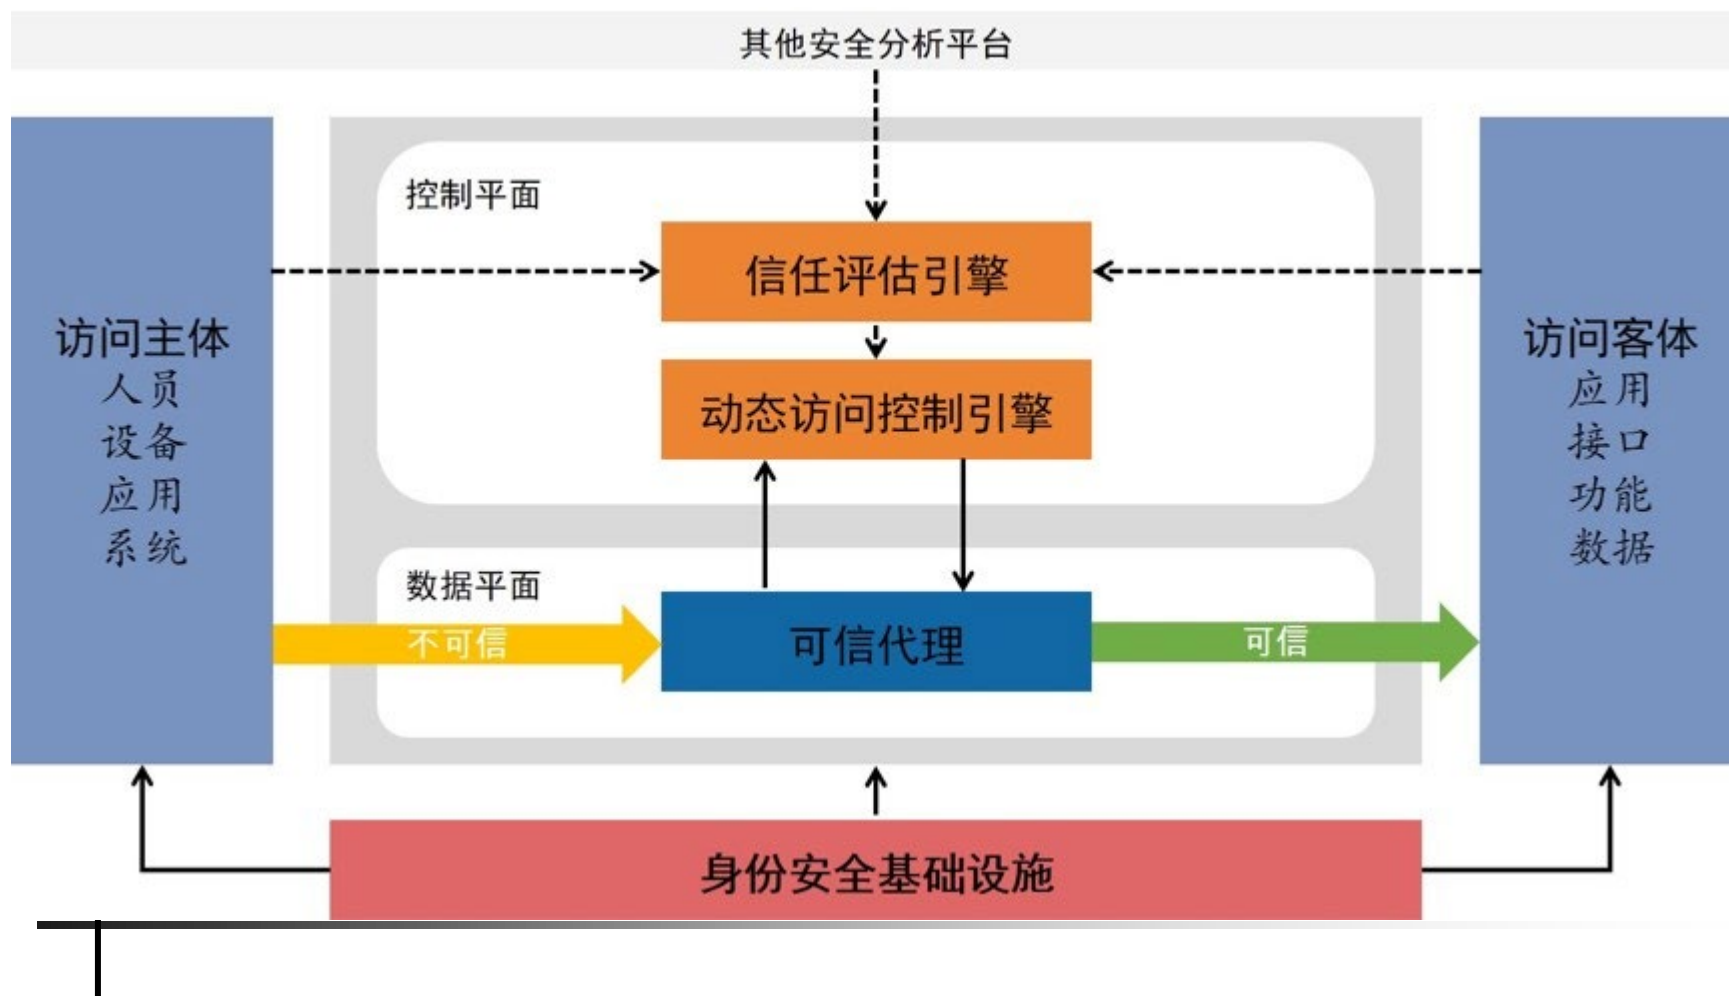 其他安全分析平台
控制平面
信任评估引擎
动态访问控制引擎
访问主体
人员
设备
应用
系统
访问客体
应用
接口
功能
数据
数据平面
不可信
可信代理
可信
身份安全基础设施